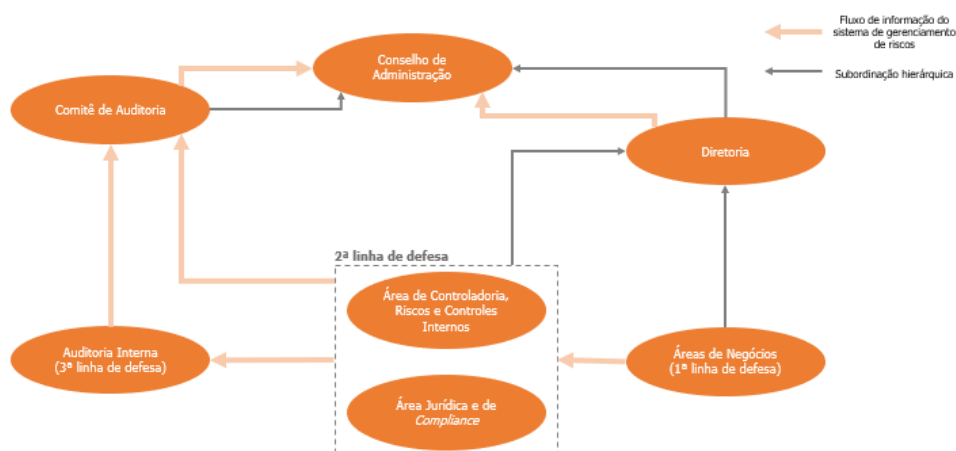 Fluxo de informação do
sistema de gerenciamento
de riscos
Subordinação hierárquica
Conselho de
Administração
Comitê de Auditoria
Diretoria
2ª linha de defesa
Área de Controladoria,
Riscos e Controles
Internos
Auditoria Interna
(3ª linha de defesa)
Áreas de Negócios
(1ª linha de defesa)
Área Jurídica e de
Compliance